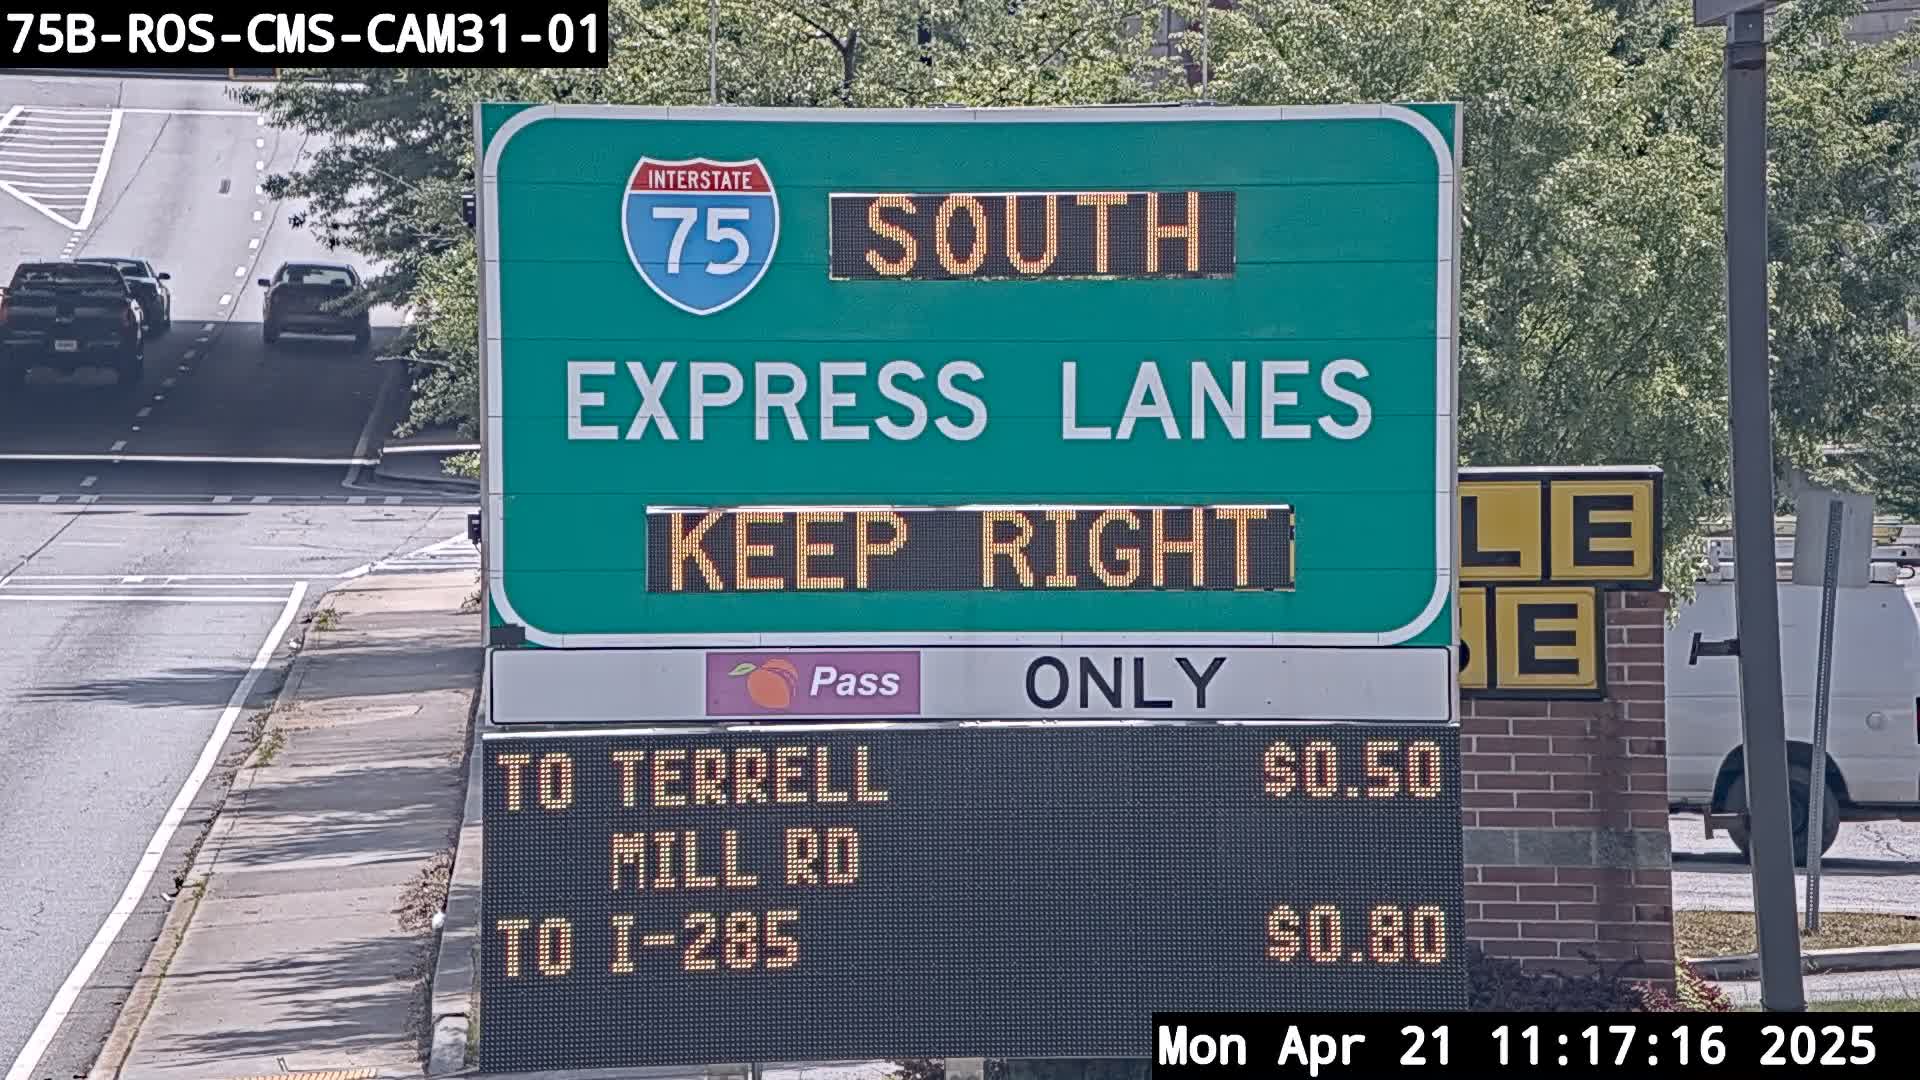 75B-ROS-CMS-CAM31-01
INTERSTATE
75
SOUTH
EXPRESS LANES
KEEP RIGHT
LE
E
Pass ONLY
TO TERRELL $0.50
MILL RD
TO I-285 $0.80
Mon Apr 21 11:17:16 2025